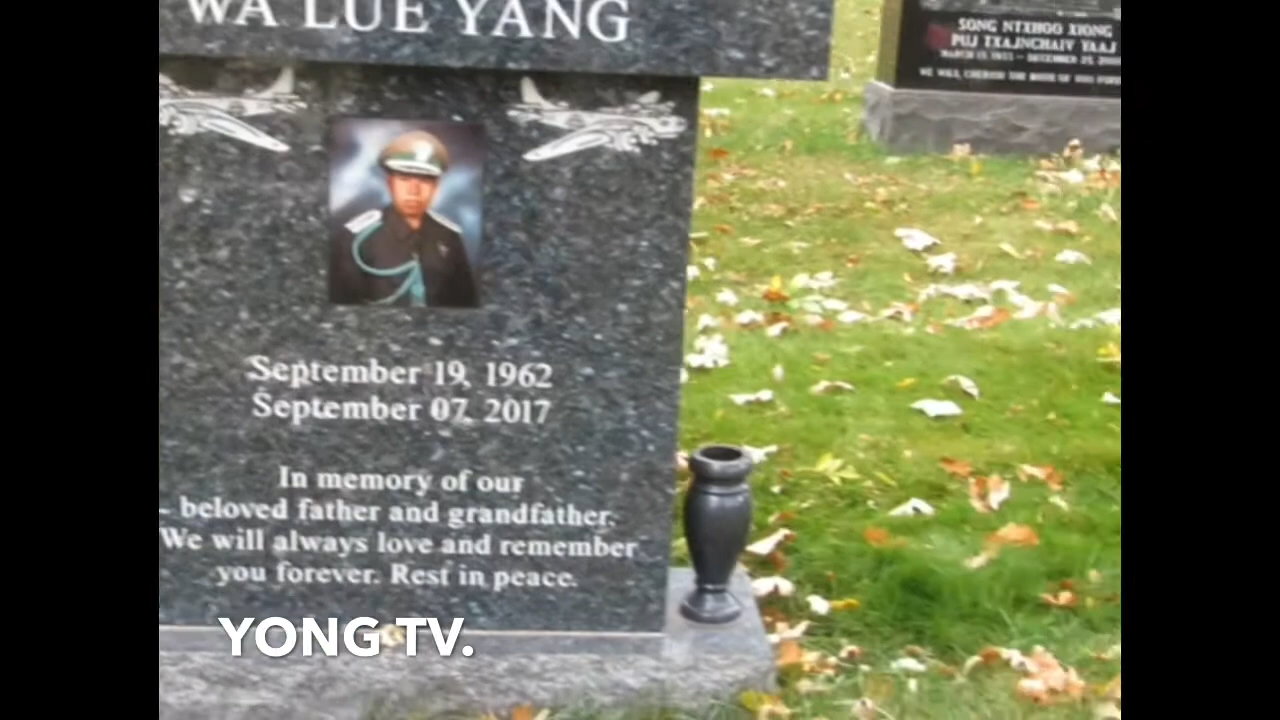 WA LUE YANG
SONG NTXHOO XIONG
PUJ TXAJNCHAIV YAAJ
September 19, 1962
September 07, 2017
In memory of our
beloved father and grandfather.
We will always love and remember
you forever. Rest in peace.
YONG TV.